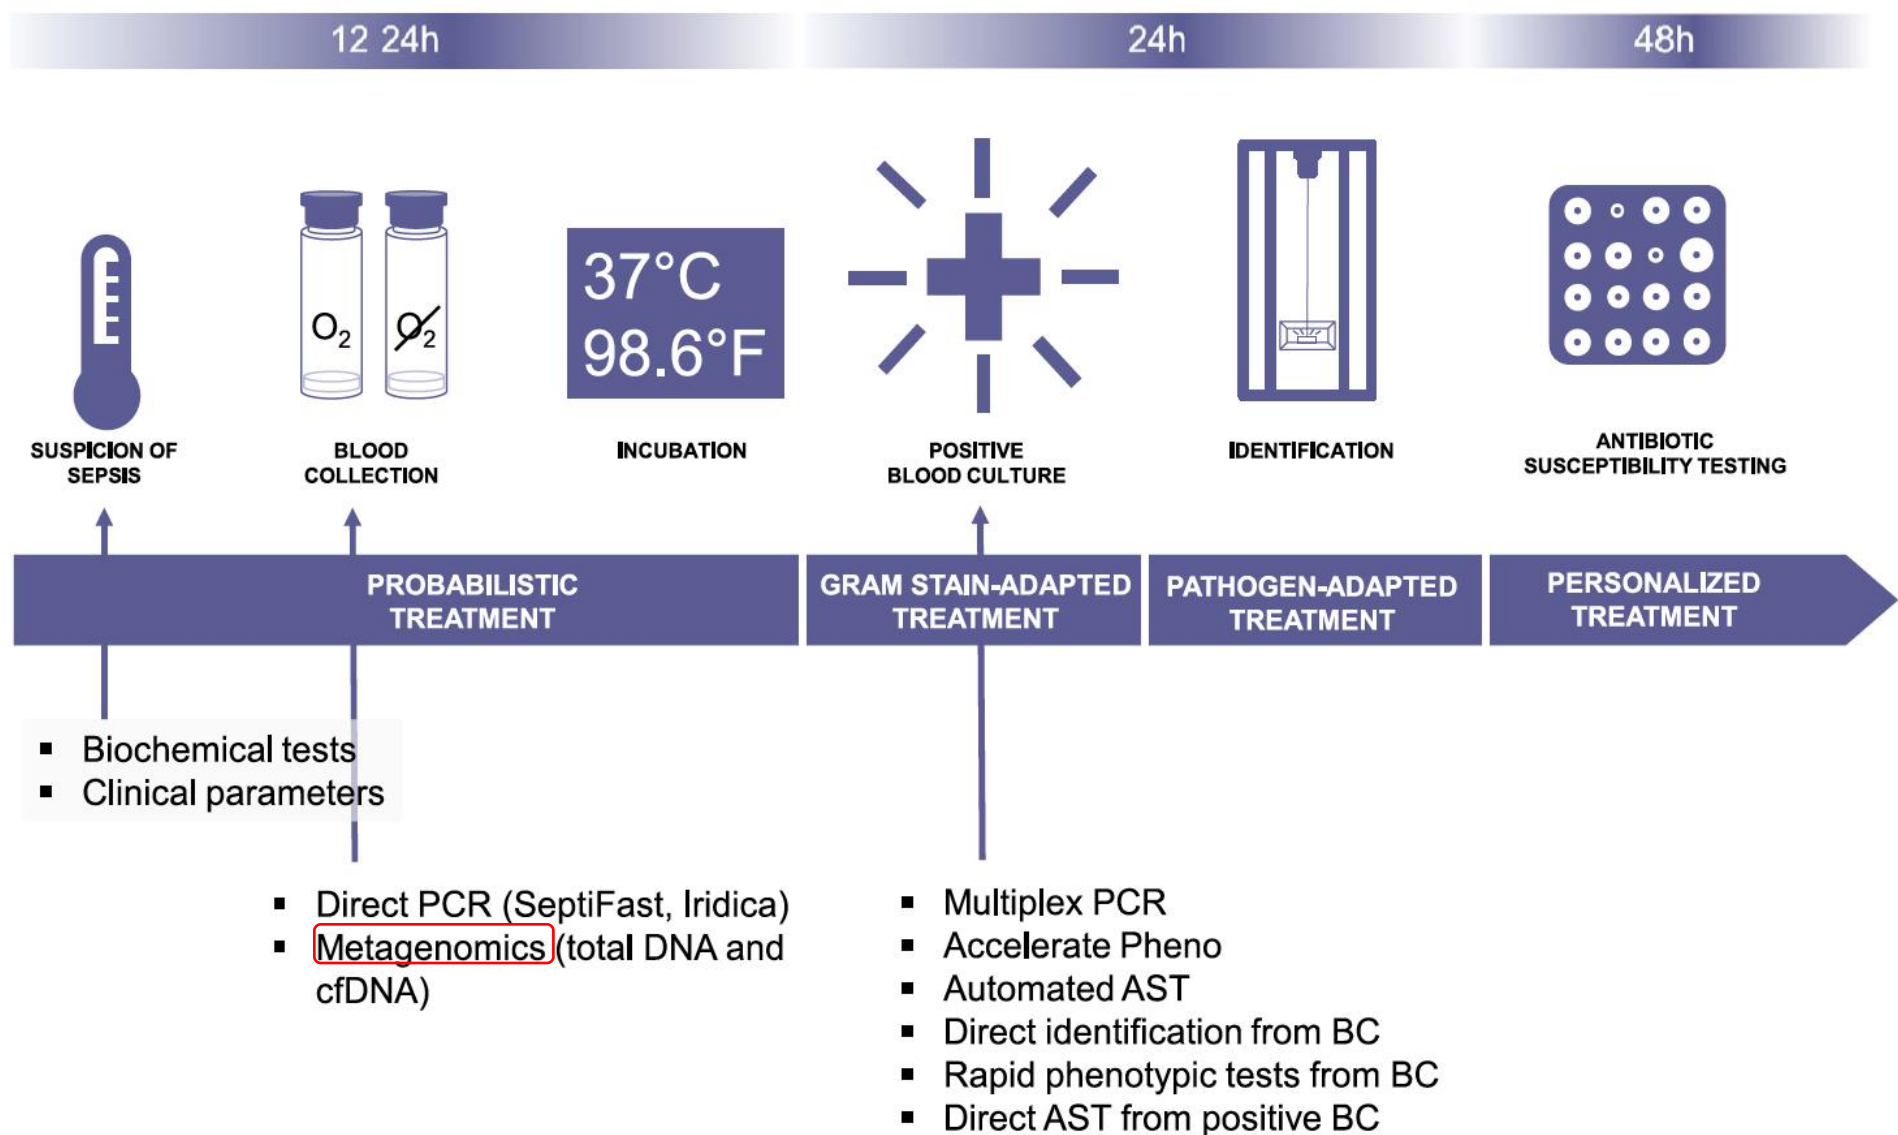 12 24h
24h
48h
O2
O2
37°C
98.6°F
SUSPICION OF
SEPSIS
BLOOD
COLLECTION
INCUBATION
POSITIVE
BLOOD CULTURE
IDENTIFICATION
ANTIBIOTIC
SUSCEPTIBILITY TESTING
PROBABILISTIC
TREATMENT
GRAM STAIN-ADAPTED
TREATMENT
PATHOGEN-ADAPTED
TREATMENT
PERSONALIZED
TREATMENT
▪ Biochemical tests
▪ Clinical parameters
▪ Direct PCR (SeptiFast, Iridica)
▪ Metagenomics (total DNA and
cfDNA)
▪ Multiplex PCR
▪ Accelerate Pheno
▪ Automated AST
▪ Direct identification from BC
▪ Rapid phenotypic tests from BC
▪ Direct AST from positive BC